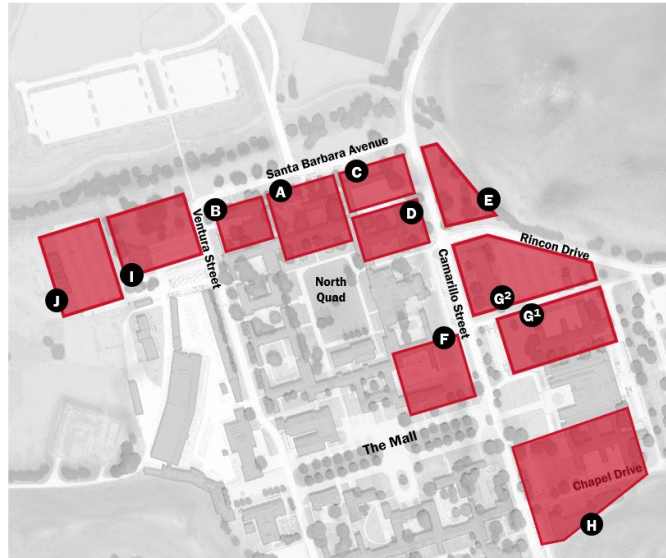 Santa Barbara Avenue
C
A
B
D
E
Ventura Street
Rincon Drive
I
J
North
Quad
Camarillo Street
G²
G¹
F
The Mall
Chapel Drive
H